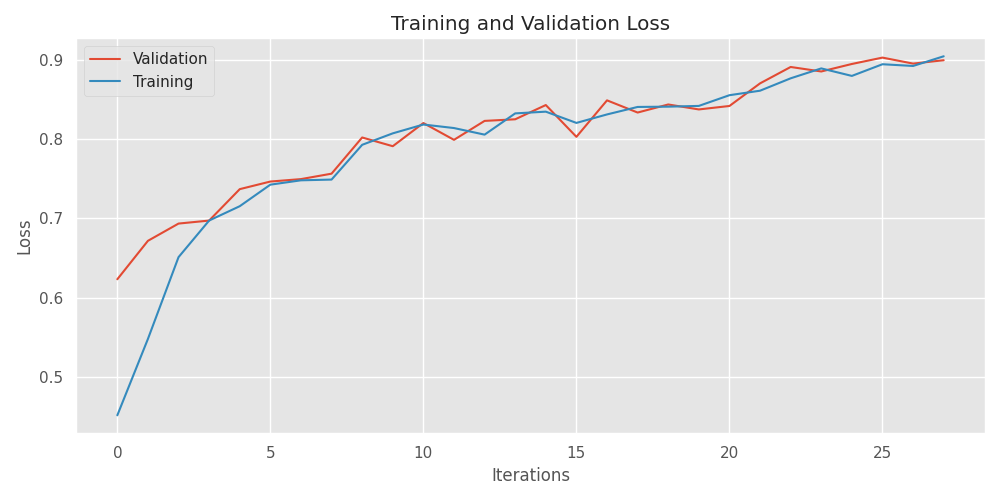 Training and Validation Loss
Validation
Training
0.9
0.8
0.7
0.6
0.5
Loss
0 5 10 15 20 25
Iterations